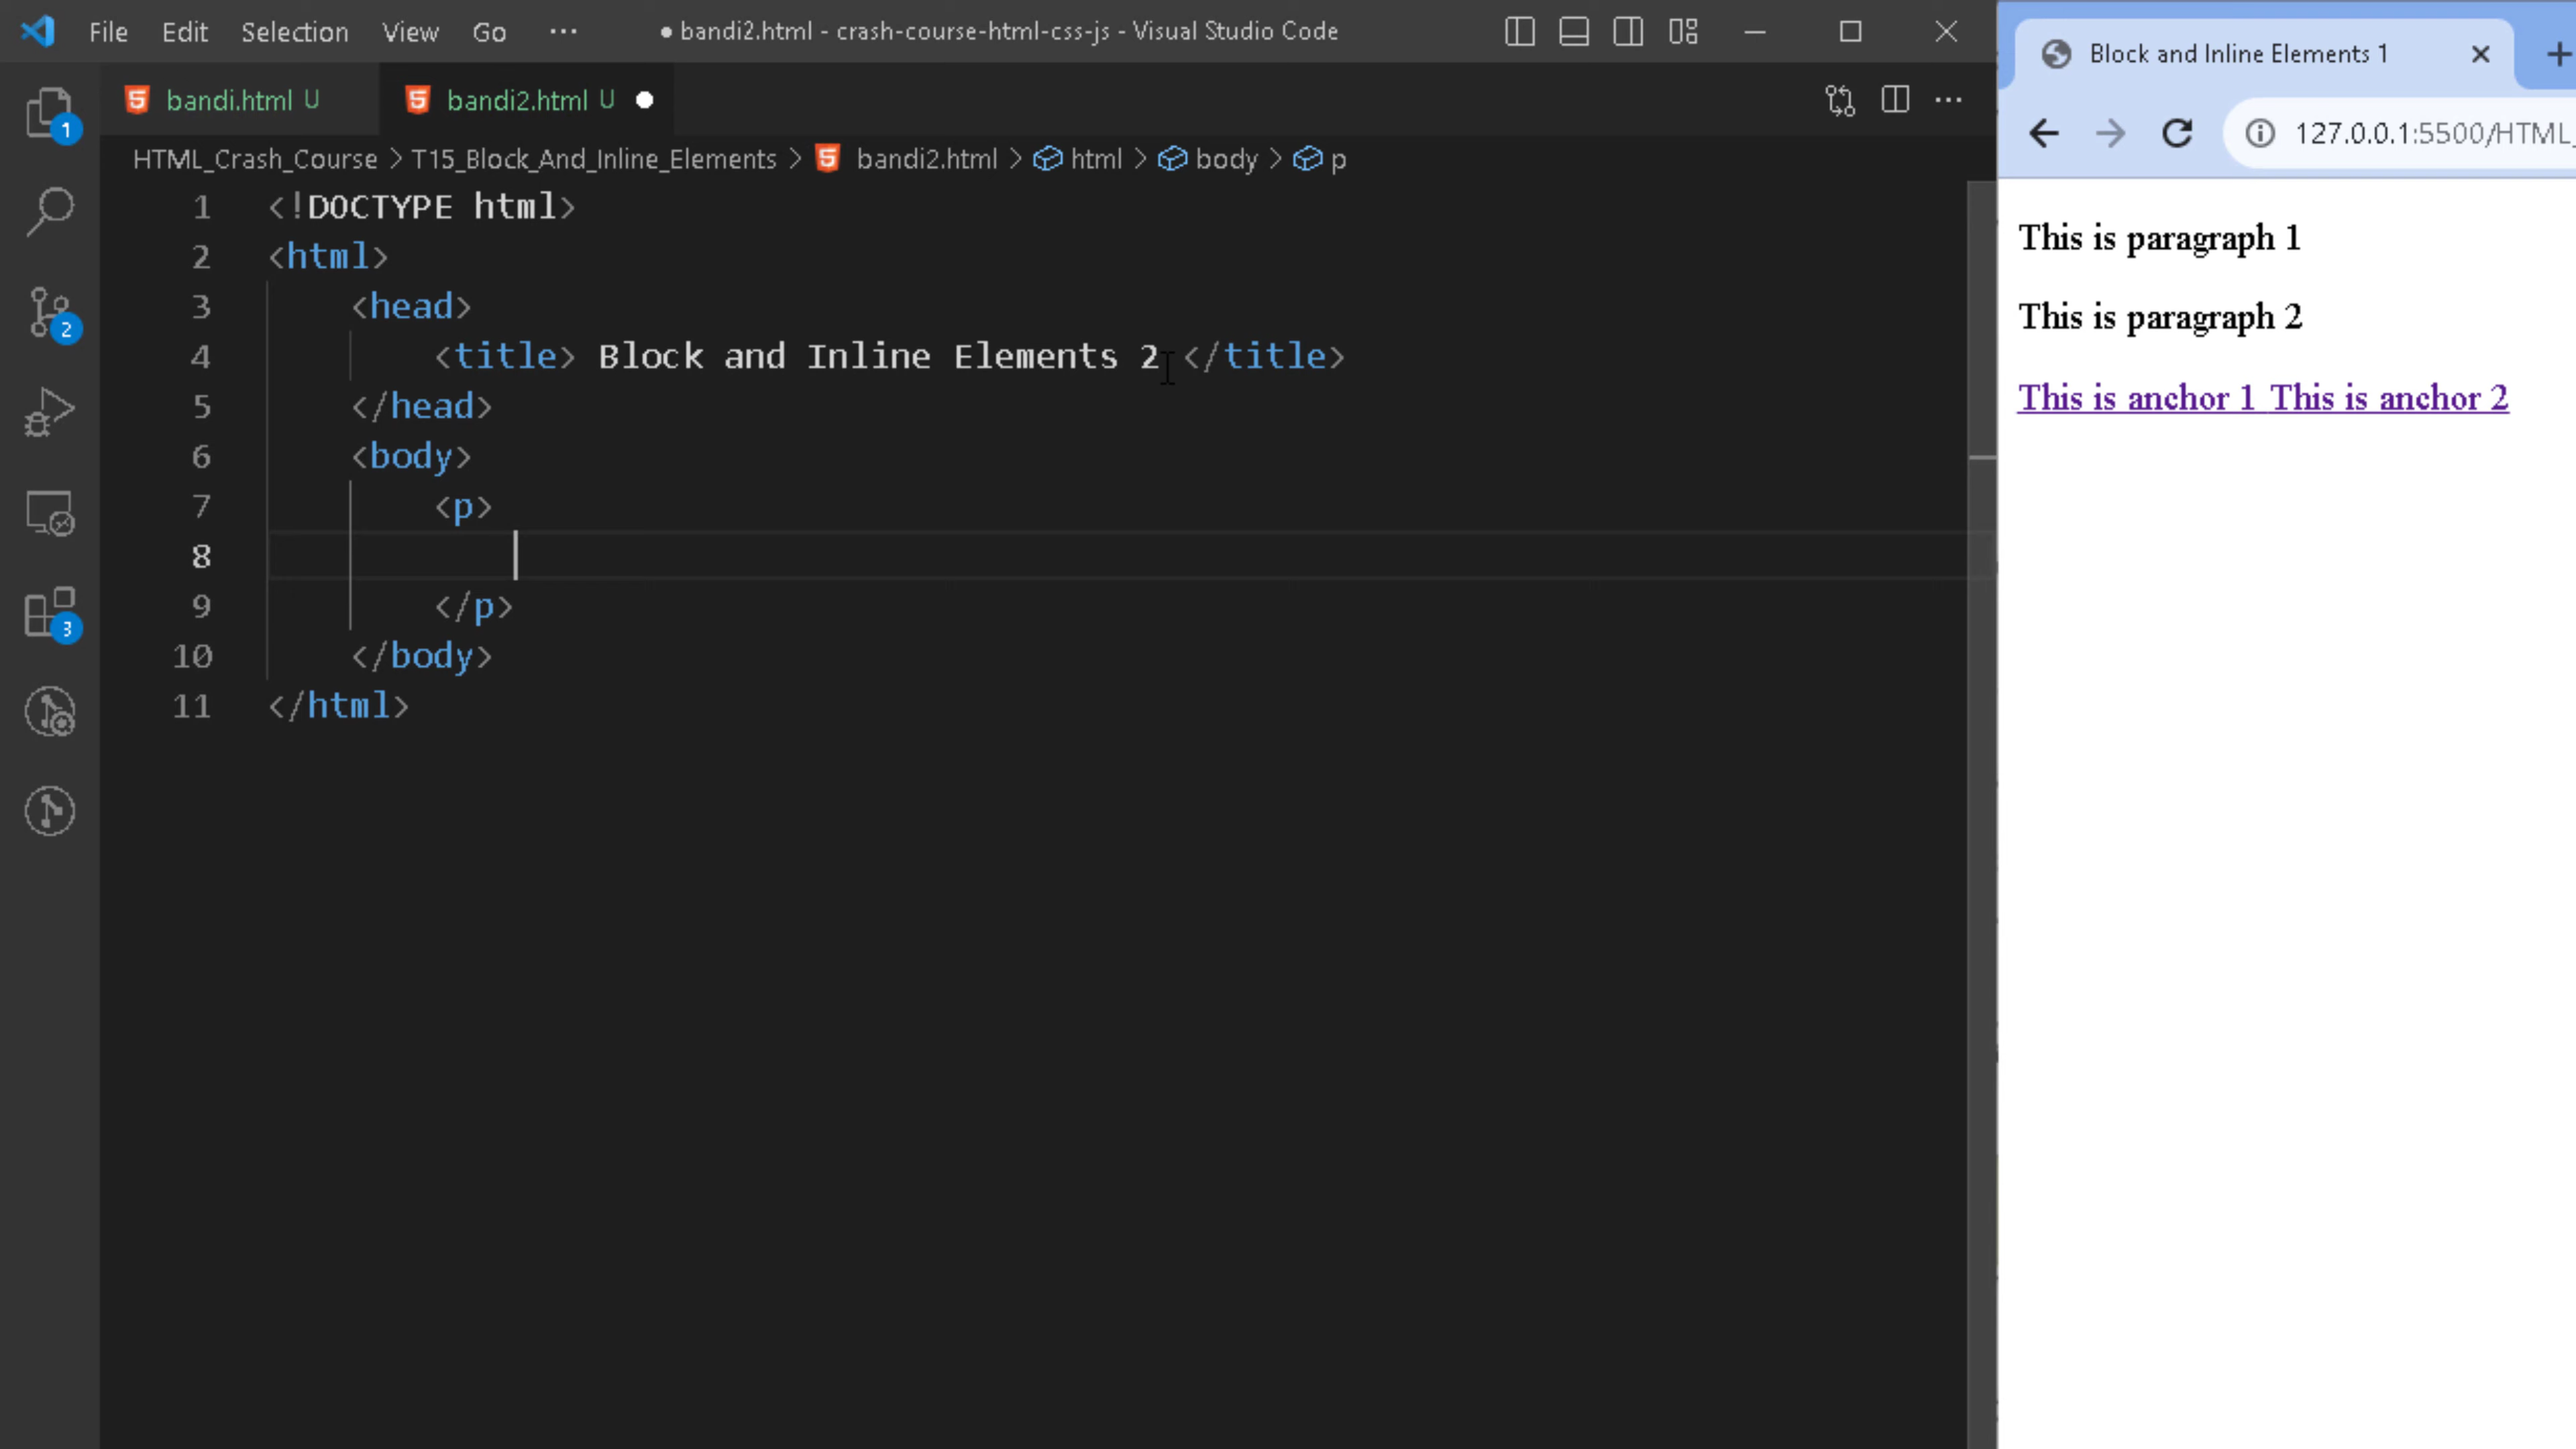 File Edit Selection View Go ··· ● bandi2.html - crash-course-html-css-js - Visual Studio Code
bandi.html U bandi2.html U ●
HTML_Crash_Course > T15_Block_And_Inline_Elements > bandi2.html > html > body > p
1 <!DOCTYPE html>
2 <html>
3 <head>
4 <title> Block and Inline Elements 2 </title>
5 </head>
6 <body>
7 <p>
8
9 </p>
10 </body>
11 </html>
1
2
3
Block and Inline Elements 1
127.0.0.1:5500/HTML_
This is paragraph 1
This is paragraph 2
This is anchor 1 This is anchor 2